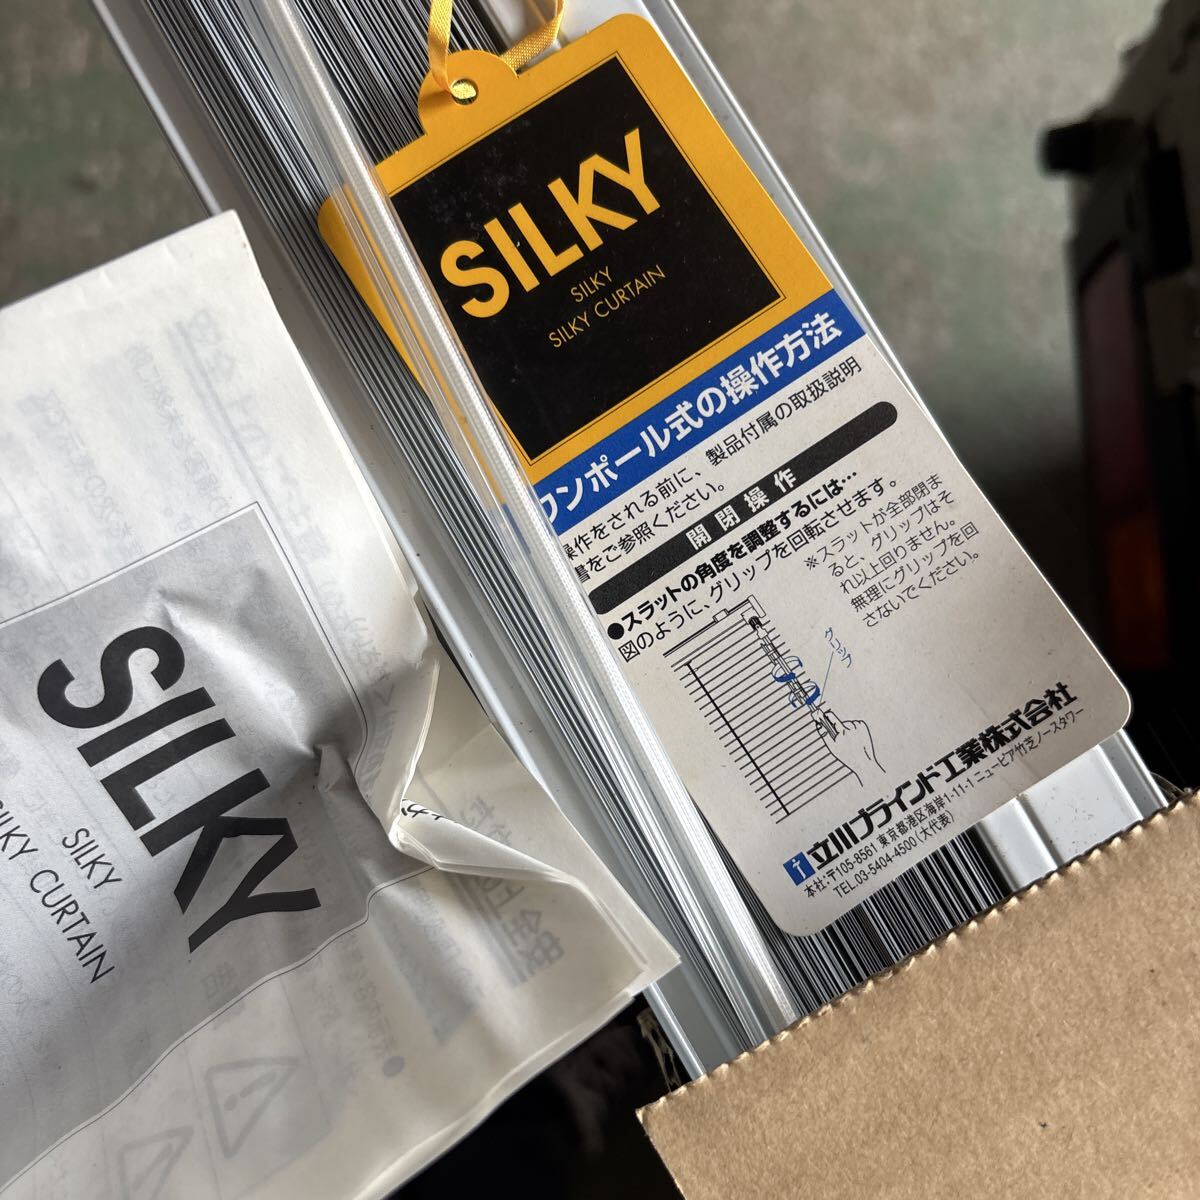 SILKY
SILKY
SILKY CURTAIN
ワンポール式の操作方法
操作をされる前に、製品付属の取扱説明
書をご参照ください。
開閉操作
●スラットの角度を調整するには…
図のように、グリップを回転させます。
※スラットが全部閉ま
ると、グリップはそ
れ以上回りません。
無理にグリップを回
さないでください。
グリップ
立川ブラインド工業株式会社
本社:〒105-8561 東京都港区海岸1-11-1 ニューピア竹芝ノースタワー
TEL.03-5404-4500(大代表)
SILKY
SILKY
SILKY CURTAIN